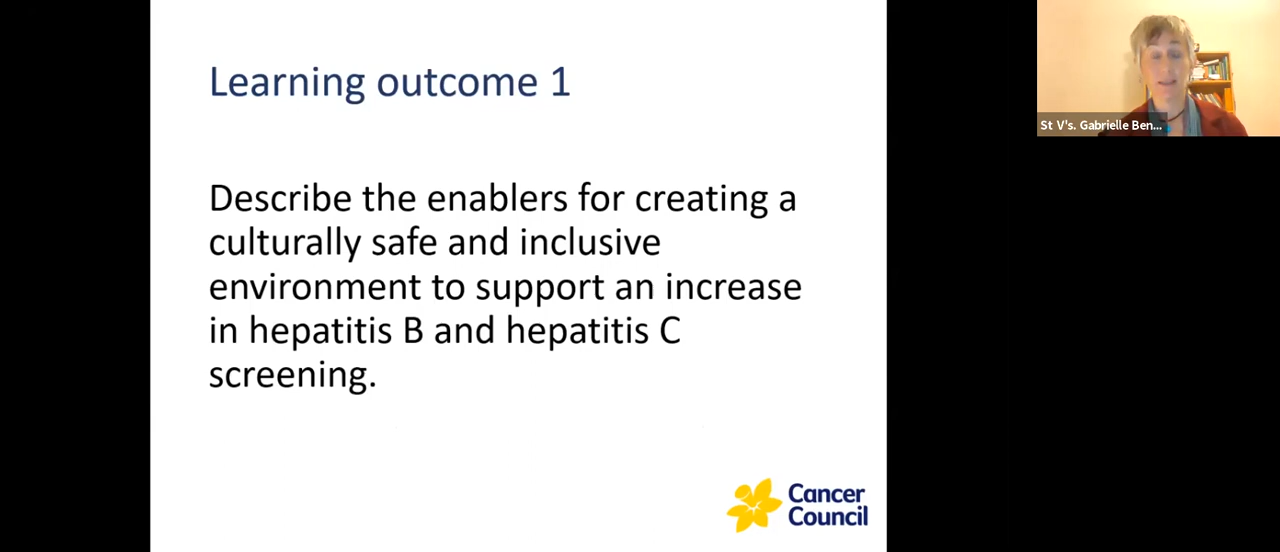 Learning outcome 1
Describe the enablers for creating a
culturally safe and inclusive
environment to support an increase
in hepatitis B and hepatitis C
screening.
Cancer
Council
St V's. Gabrielle Ben...